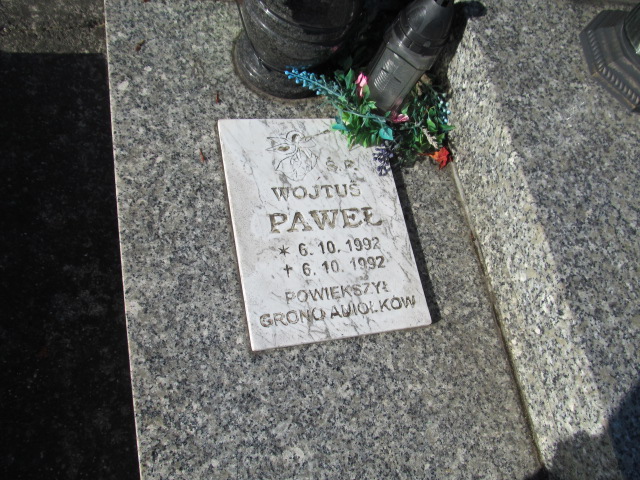 Ś. P.
WOJTUŚ
PAWEŁ
* 6. 10. 1992
✝ 6. 10. 1992
POWIĘKSZYŁ
GRONO ANIOŁKÓW